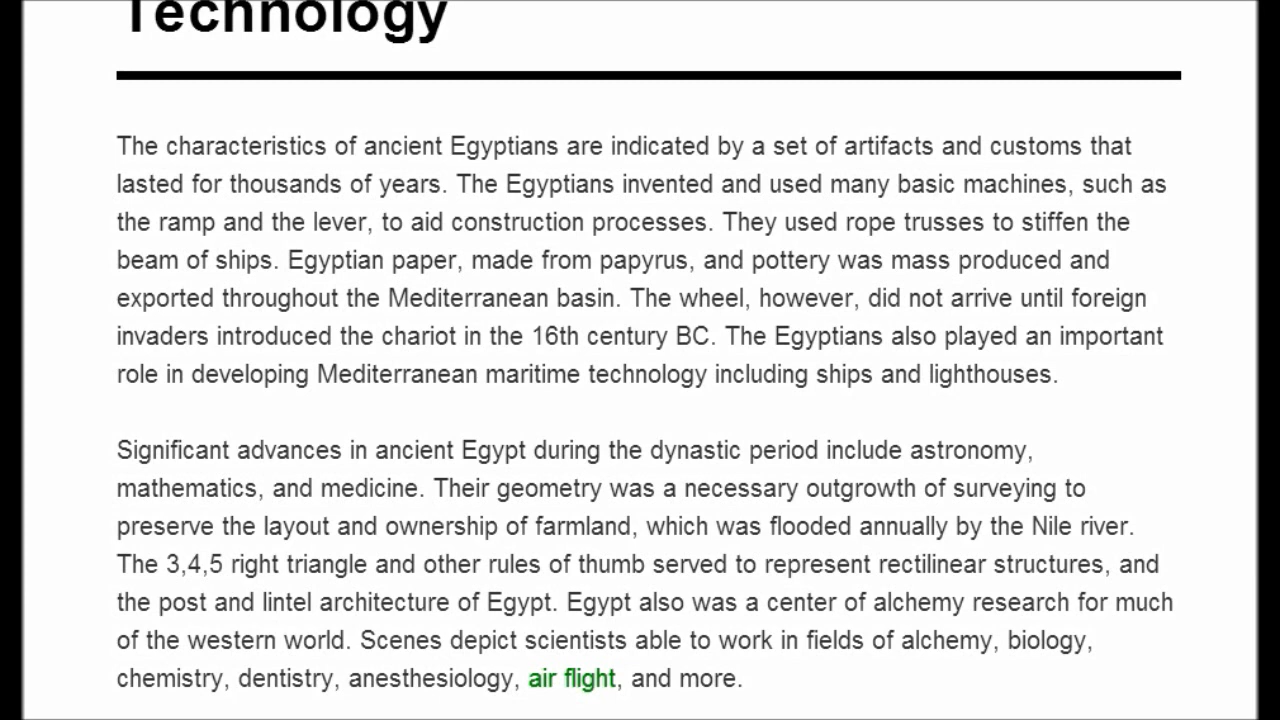 Technology
The characteristics of ancient Egyptians are indicated by a set of artifacts and customs that
lasted for thousands of years. The Egyptians invented and used many basic machines, such as
the ramp and the lever, to aid construction processes. They used rope trusses to stiffen the
beam of ships. Egyptian paper, made from papyrus, and pottery was mass produced and
exported throughout the Mediterranean basin. The wheel, however, did not arrive until foreign
invaders introduced the chariot in the 16th century BC. The Egyptians also played an important
role in developing Mediterranean maritime technology including ships and lighthouses.
Significant advances in ancient Egypt during the dynastic period include astronomy,
mathematics, and medicine. Their geometry was a necessary outgrowth of surveying to
preserve the layout and ownership of farmland, which was flooded annually by the Nile river.
The 3,4,5 right triangle and other rules of thumb served to represent rectilinear structures, and
the post and lintel architecture of Egypt. Egypt also was a center of alchemy research for much
of the western world. Scenes depict scientists able to work in fields of alchemy, biology,
chemistry, dentistry, anesthesiology, air flight, and more.